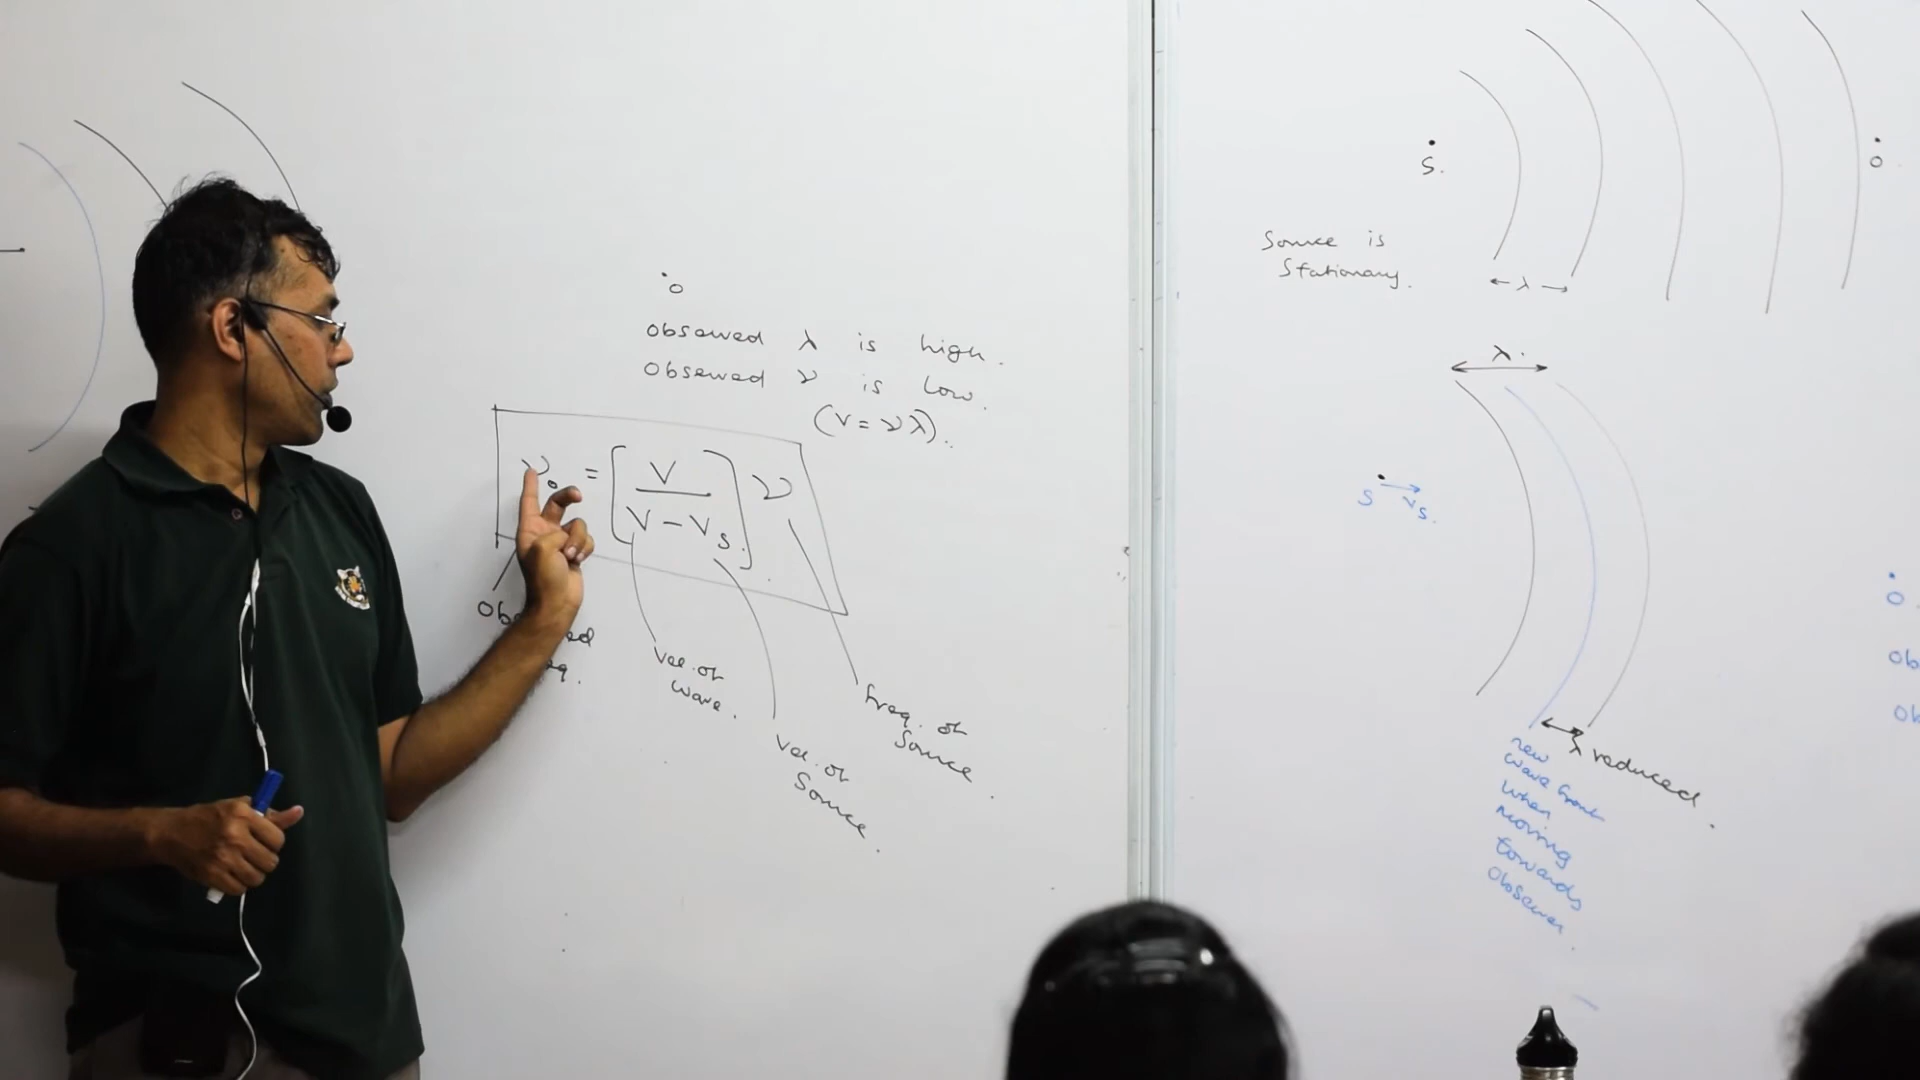 O
Observed λ is high.
Observed ν is low.
(V = νλ).
ν₀ = [V / V - Vs.] ν
Vel. of
wave.
Vel. of
Source.
freq. of
Source
S.
O
Source is
Stationary.
λ
λ.
S
Vs.
O
λ reduced.
new
wave front
when
moving
towards
observer.